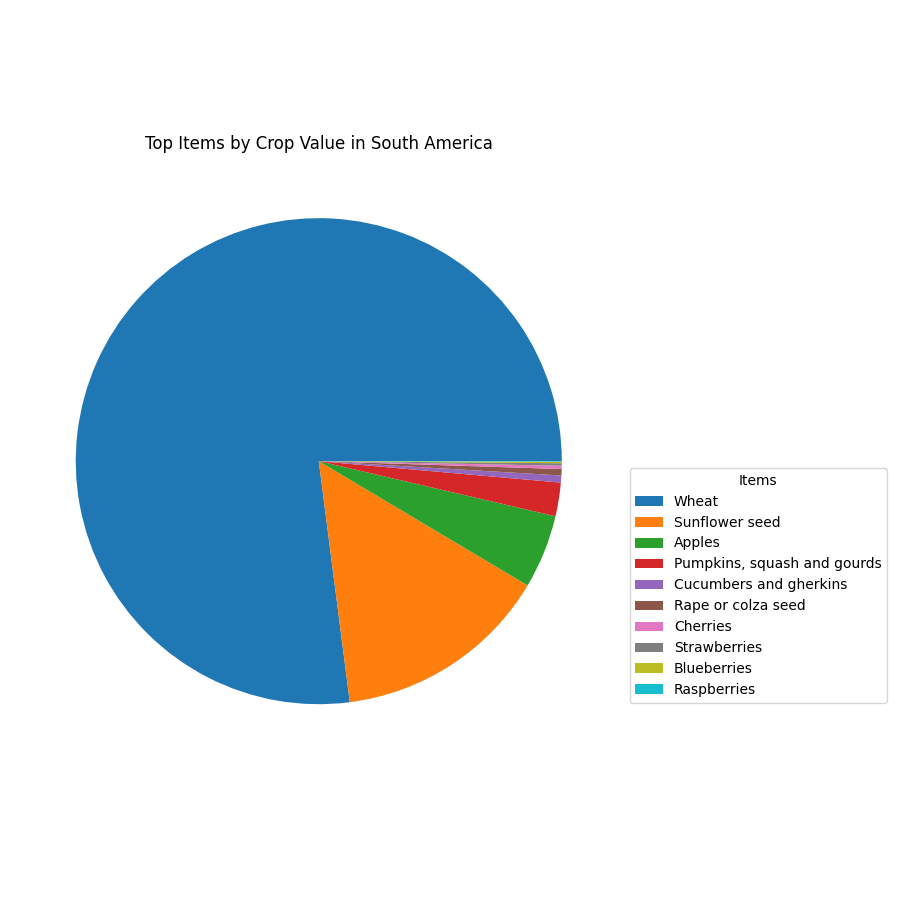 Top Items by Crop Value in South America
Items
Wheat
Sunflower seed
Apples
Pumpkins, squash and gourds
Cucumbers and gherkins
Rape or colza seed
Cherries
Strawberries
Blueberries
Raspberries